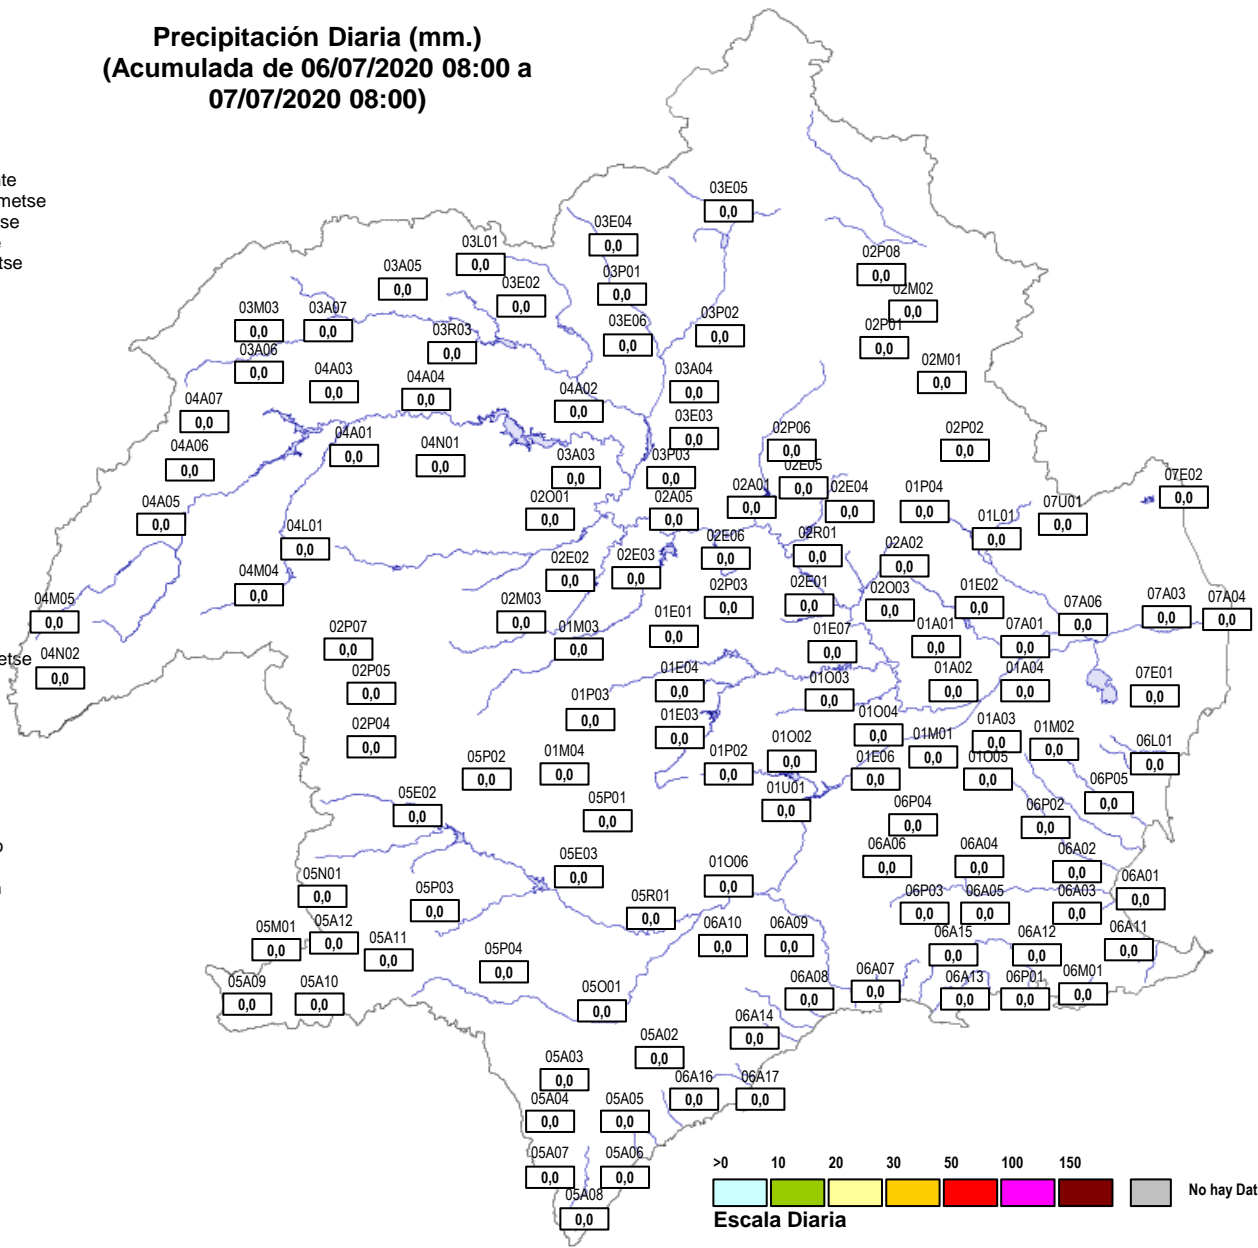 Precipitación Diaria (mm.)
(Acumulada de 06/07/2020 08:00 a
07/07/2020 08:00)
te
metse
se
e
tse
etse
o
n
03E05
0,0
03E04
0,0
03L01
0,0
02P08
0,0
03A05
0,0
03P01
0,0
03E02
0,0
02M02
0,0
03M03
0,0
03A07
0,0
03P02
0,0
03E06
0,0
03R03
0,0
02P01
0,0
03A06
0,0
02M01
0,0
04A03
0,0
04A04
0,0
03A04
0,0
04A02
0,0
04A07
0,0
03E03
0,0
04A01
0,0
04N01
0,0
02P06
0,0
02P02
0,0
04A06
0,0
03A03
0,0
03P03
0,0
02E05
0,0
07E02
0,0
02A01
0,0
02E04
0,0
01P04
0,0
04A05
0,0
02O01
0,0
02A05
0,0
07U01
0,0
01L01
0,0
04L01
0,0
02E06
0,0
02R01
0,0
02A02
0,0
02E02
0,0
02E03
0,0
04M04
0,0
02P03
0,0
02E01
0,0
02O03
0,0
01E02
0,0
04M05
0,0
02M03
0,0
07A06
0,0
07A03
0,0
07A04
0,0
01E01
0,0
01M03
0,0
02P07
0,0
01E07
0,0
01A01
0,0
07A01
0,0
04N02
0,0
02P05
0,0
01E04
0,0
01O03
0,0
01A02
0,0
01A04
0,0
07E01
0,0
01P03
0,0
01E03
0,0
02P04
0,0
01O04
0,0
01A03
0,0
01M02
0,0
05P02
0,0
01M04
0,0
01P02
0,0
01O02
0,0
01M01
0,0
01E06
0,0
01O05
0,0
06L01
0,0
05E02
0,0
05P01
0,0
01U01
0,0
06P05
0,0
06P04
0,0
06P02
0,0
05E03
0,0
01O06
0,0
06A06
0,0
06A04
0,0
06A02
0,0
05N01
0,0
05P03
0,0
05R01
0,0
06P03
0,0
06A05
0,0
06A03
0,0
06A01
0,0
05M01
0,0
05A12
0,0
05A11
0,0
06A10
0,0
06A09
0,0
06A15
0,0
06A12
0,0
06A11
0,0
05P04
0,0
05A09
0,0
05A10
0,0
05O01
0,0
06A08
0,0
06A07
0,0
06A13
0,0
06P01
0,0
06M01
0,0
06A14
0,0
05A02
0,0
05A03
0,0
06A16
0,0
06A17
0,0
05A04
0,0
05A05
0,0
05A07
0,0
05A06
0,0
05A08
0,0
>0 10 20 30 50 100 150
No hay Dat
Escala Diaria